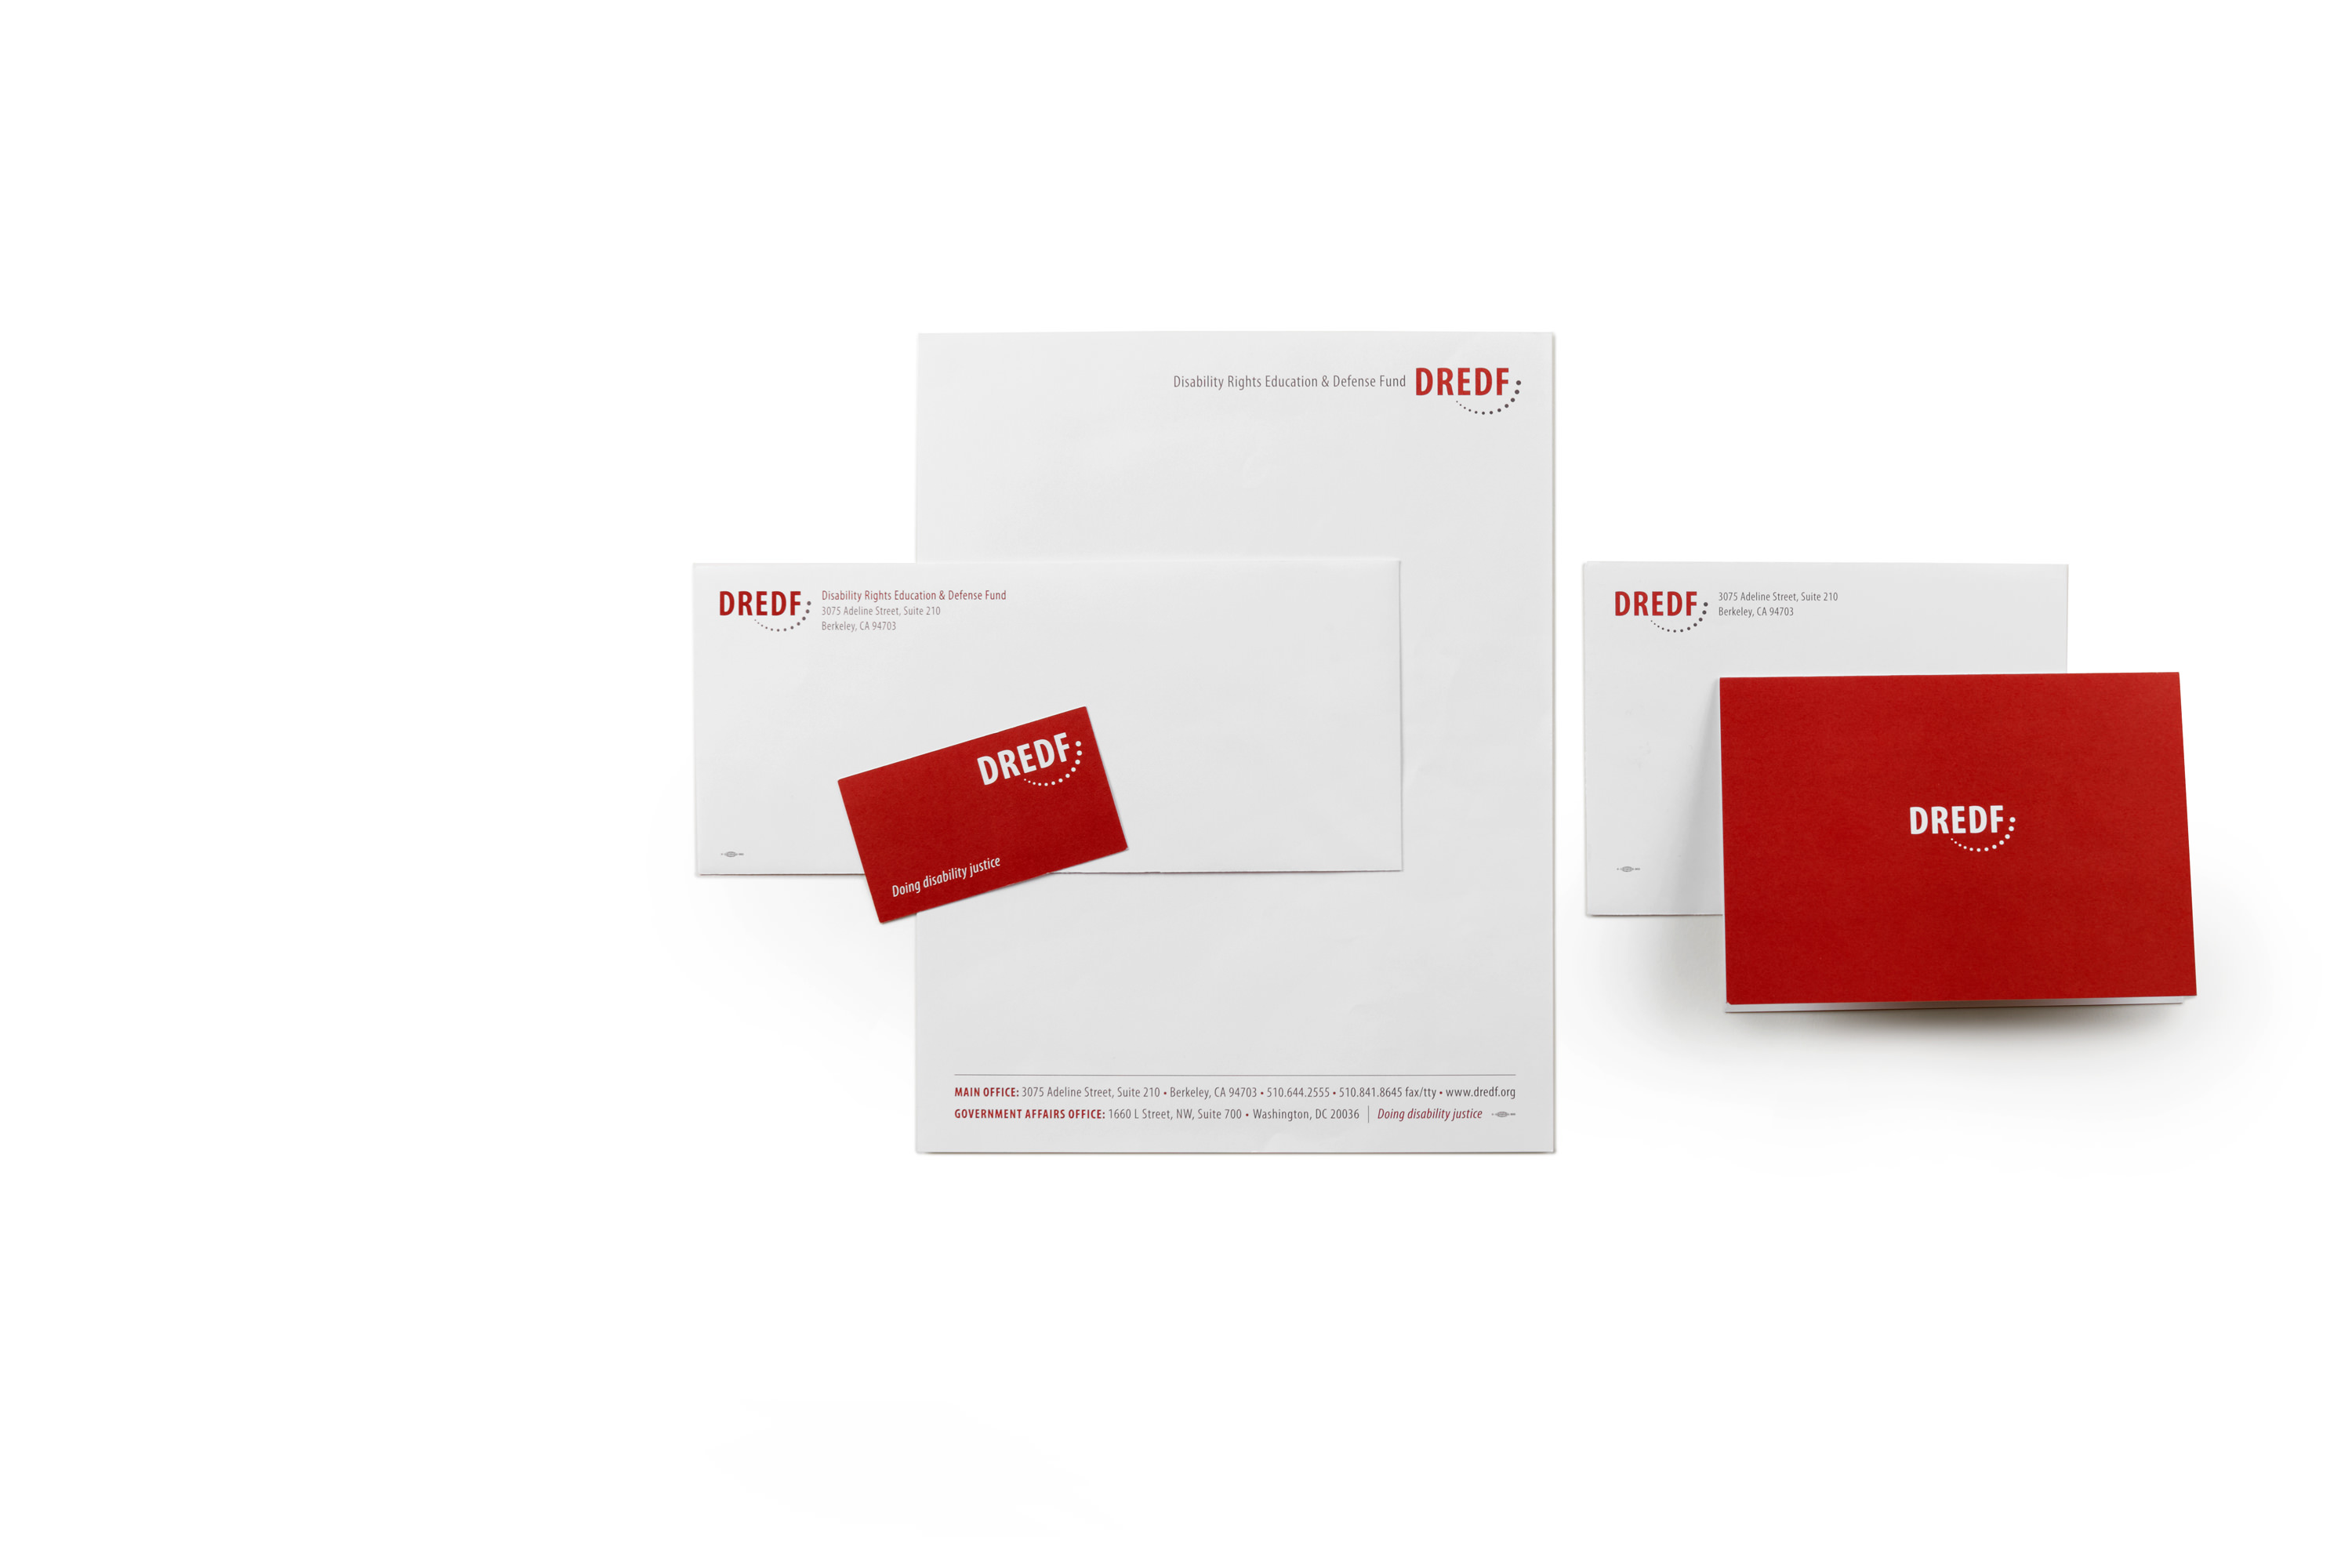 Disability Rights Education & Defense Fund DREDF
DREDF
Disability Rights Education & Defense Fund
3075 Adeline Street, Suite 210
Berkeley, CA 94703
DREDF
Doing disability justice
MAIN OFFICE: 3075 Adeline Street, Suite 210 • Berkeley, CA 94703 • 510.644.2555 • 510.841.8645 fax/tty • www.dredf.org
GOVERNMENT AFFAIRS OFFICE: 1660 L Street, NW, Suite 700 • Washington, DC 20036 | Doing disability justice
DREDF
3075 Adeline Street, Suite 210
Berkeley, CA 94703
DREDF